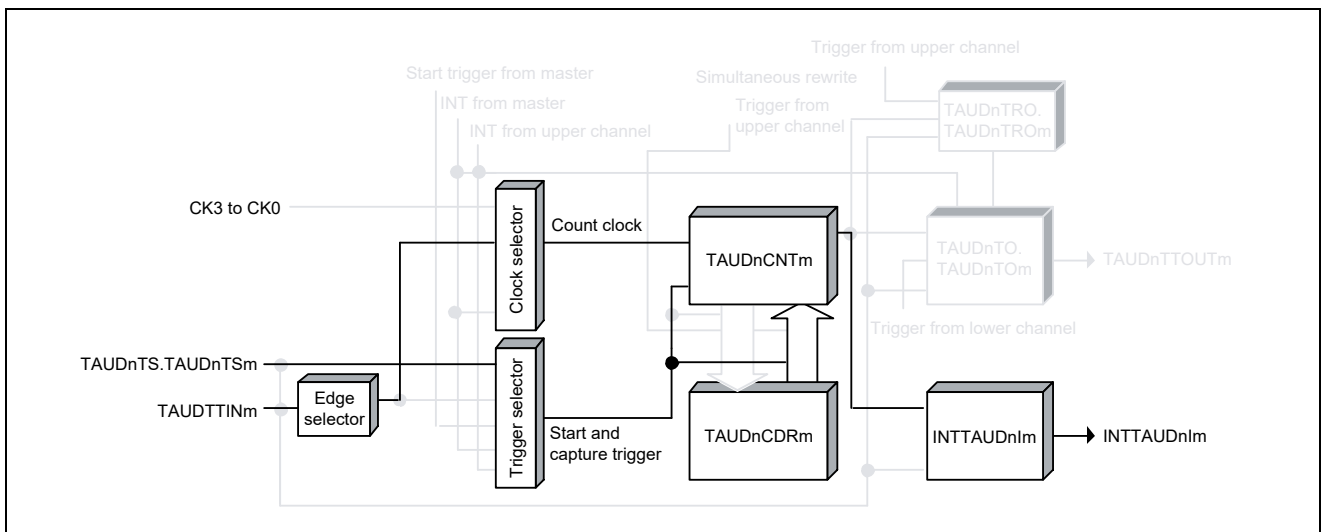 Trigger from upper channel
Start trigger from master
Simultaneous rewrite
INT from master
Trigger from
upper channel
TAUDnTRO.
TAUDnTROm
INT from upper channel
CK3 to CK0
Clock selector
Count clock
TAUDnCNTm
TAUDnTO.
TAUDnTOm
TAUDnTTOUTm
Trigger from lower channel
TAUDnTS.TAUDnTSm
TAUDTTINm
Edge
selector
Trigger selector
Start and
capture trigger
TAUDnCDRm
INTTAUDnIm
INTTAUDnIm